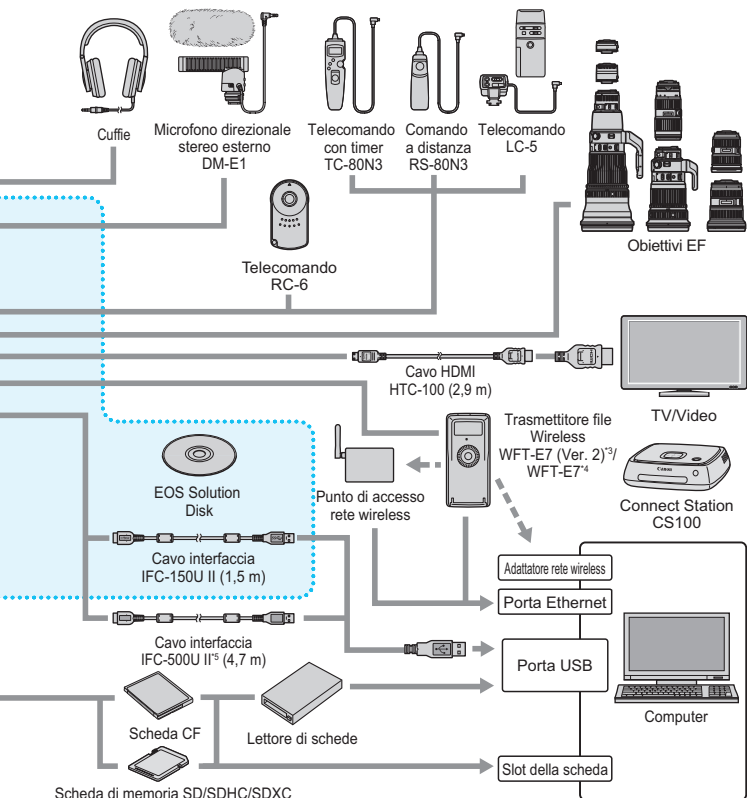 Cuffie
Microfono direzionale
stereo esterno
DM-E1
Telecomando
con timer
TC-80N3
Comando
a distanza
RS-80N3
Telecomando
LC-5
Obiettivi EF
Telecomando
RC-6
Cavo HDMI
HTC-100 (2,9 m)
TV/Video
Trasmettitore file
Wireless
WFT-E7 (Ver. 2)*3/
WFT-E7*4
Canon
Connect Station
CS100
EOS Solution
Disk
Punto di accesso
rete wireless
Cavo interfaccia
IFC-150U II (1,5 m)
Adattatore rete wireless
Porta Ethernet
Cavo interfaccia
IFC-500U II*5 (4,7 m)
Porta USB
Computer
Scheda CF
Lettore di schede
Slot della scheda
Scheda di memoria SD/SDHC/SDXC